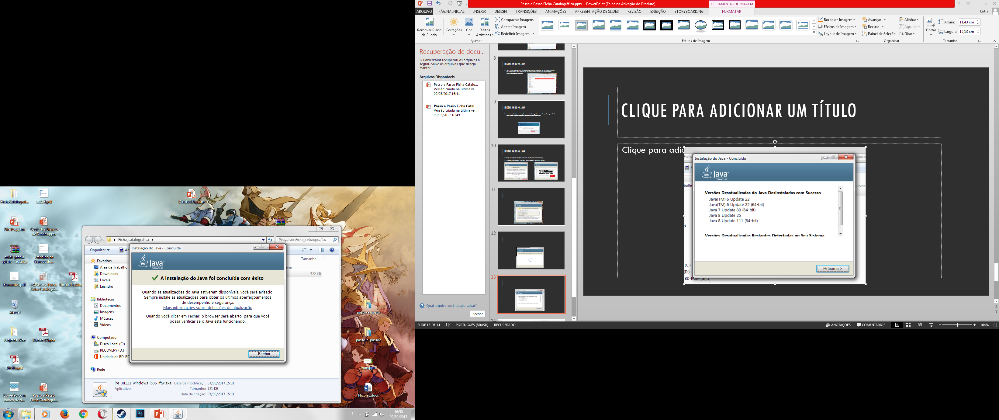 FichaCatalograf...
aula 3.pdf
Direito (2).pptm
Direito.pptm
Gzuis dos Branco
de Drados.pptx
aula1-janela
splahs - aula.rar
Trabalho de
Bancos de...
Bernardes.pdf
~$Passo a Passo
Ficha Catalográ...
DireitoTextão.
Marvel
Projetos Web
Direito (2).pdf
Direito.pdf
Conexão com
banco de d...
Passo a Passo
Ficha Catalográ...
passo-a-passo
passo-a-passo2
Jhon.pptx
Nicolas.docx
Ficha_catalografica
Pesquisar Ficha_catalografica
Organizar
Ab
Tamanho
vos
722 KB
Favoritos
Área de Trabalho
Downloads
Locais
Leandro
Bibliotecas
Documentos
Imagens
Músicas
Vídeos
Computador
Disco Local (C:)
RECOVERY (D:)
Unidade de BD-RO
Rede
jre-8u121-windows-i586-iftw.exe
Aplicativo
Data de modificaç... 07/03/2017 15:01
Tamanho: 721 KB
Data da criação: 07/03/2017 15:01
Instalação do Java - Concluída
Java
ORACLE
A instalação do Java foi concluída com êxito
Quando as atualizações do Java estiverem disponíveis, você será avisado.
Sempre instale as atualizações para obter os últimos aperfeiçoamentos
de desempenho e segurança.
Mais informações sobre definições de atualização
Quando você clicar em Fechar, o browser será aberto, para que você
possa verificar se o Java está funcionando.
Fechar
Ps
PT
16:50
09/03/2017
Passo a Passo Ficha Catalográfica.pptx - PowerPoint (Falha na Ativação do Produto)
FERRAMENTAS DE IMAGEM
ARQUIVO PÁGINA INICIAL INSERIR DESIGN TRANSIÇÕES ANIMAÇÕES APRESENTAÇÃO DE SLIDES REVISÃO EXIBIÇÃO STORYBOARDING FORMATAR
Entrar
Remover Plano
de Fundo
Correções
Cor
Efeitos
Artísticos
Compactar Imagens
Alterar Imagem
Redefinir Imagem
Ajustar
Estilos de Imagem
Borda de Imagem
Efeitos de Imagem
Layout de Imagem
Avançar
Recuar
Painel de Seleção
Alinhar
Agrupar
Girar
Organizar
Cortar
Altura: 11,43 cm
Largura: 15,13 cm
Tamanho
Recuperação de docu...
O PowerPoint recuperou os arquivos a
seguir. Salve os arquivos que deseja
manter.
Arquivos Disponíveis
Passo a Passo Ficha Catalo...
Versão criada na última ve...
09/03/2017 16:41
Passo a Passo Ficha Catal... .
Versão criada na última ve...
09/03/2017 16:49
Qual arquivo você deseja salvar?
Fechar
8
INSTALANDO O JAVA
9
INSTALANDO O JAVA
10
INSTALANDO O JAVA
3 Billion
Devices Run Java
11
12
13
14
CLIQUE PARA ADICIONAR UM TÍTULO
Clique para adic
Ficha
Instalação do Java - Concluída
Java
ORACLE
Versões Desatualizadas do Java Desinstaladas com Sucesso
Java(TM) 6 Update 22
Java(TM) 6 Update 22 (64-bit)
Java 7 Update 80 (64-bit)
Java 8 Update 25
Java 8 Update 111 (64-bit)
Versões Desatualizadas Restantes Detectadas no Seu Sistema
Próximo >
(C:)
(D:)
BD-ROM (G:) 1
SLIDE 13 DE 14
PORTUGUÊS (BRASIL)
RECUPERADO
ANOTAÇÕES
COMENTÁRIOS
104%